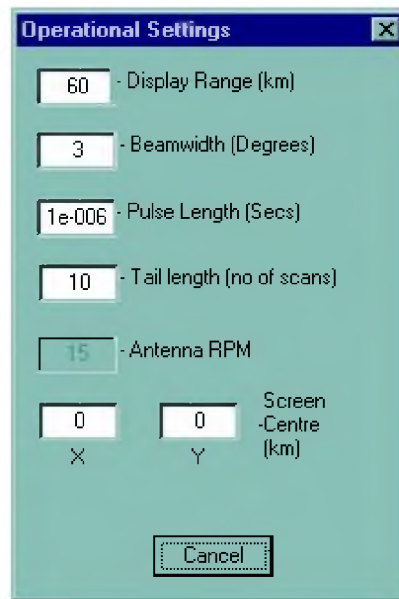 Operational Settings
60 - Display Range (km)
3 - Beamwidth (Degrees)
1e-006 - Pulse Length (Secs)
10 - Tail length (no of scans)
15 - Antenna RPM
0 0 Screen
-Centre
X Y (km)
Cancel